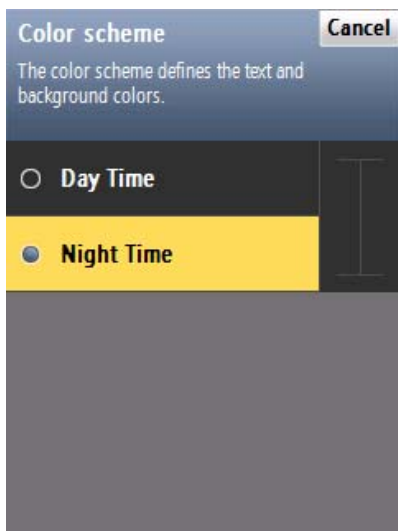 Color scheme
Cancel
The color scheme defines the text and
background colors.
Day Time
Night Time